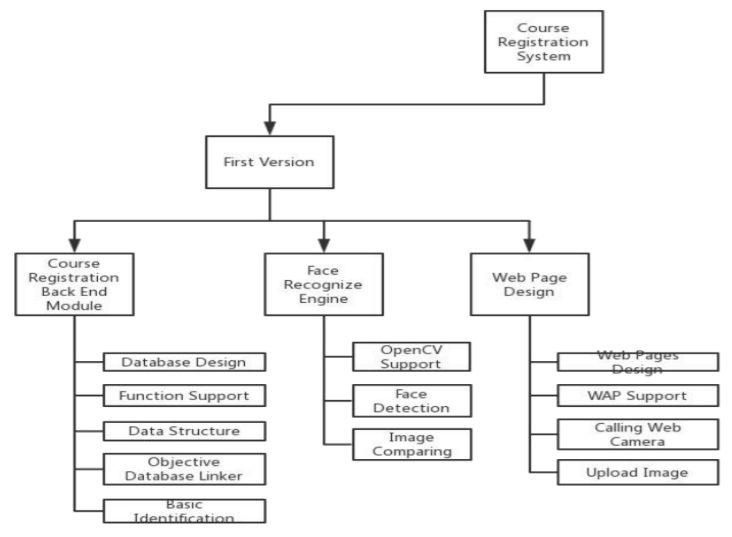 Course
Registration
System
First Version
Course
Registration
Back End
Module
Face
Recognize
Engine
Web Page
Design
Database Design
Function Support
Data Structure
Objective
Database Linker
Basic
Identification
OpenCV
Support
Face
Detection
Image
Comparing
Web Pages
Design
WAP Support
Calling Web
Camera
Upload Image